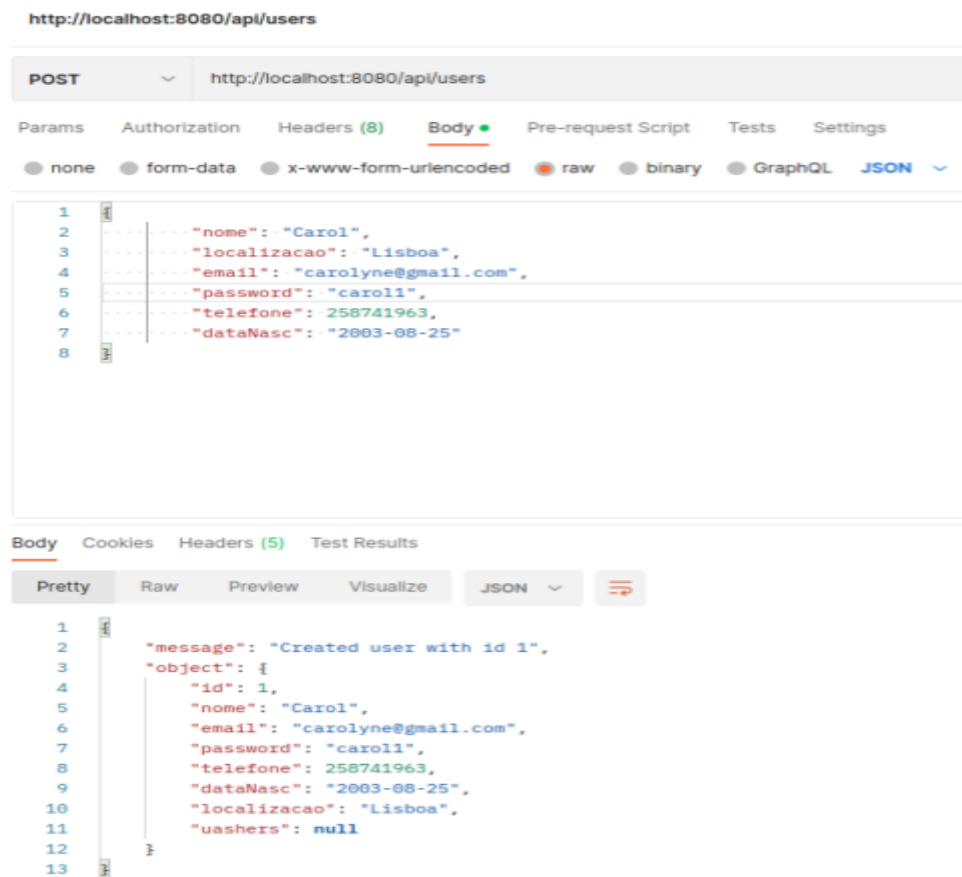 http://localhost:8080/api/users
POST http://localhost:8080/api/users
Params Authorization Headers (8) Body Pre-request Script Tests Settings
none form-data x-www-form-urlencoded raw binary GraphQL JSON
1 {
2 "nome": "Carol",
3 "localizacao": "Lisboa",
4 "email": "carolyne@gmail.com",
5 "password": "carol1",
6 "telefone": 258741963,
7 "dataNasc": "2003-08-25"
8 }
Body Cookies Headers (5) Test Results
Pretty Raw Preview Visualize JSON
1 {
2 "message": "Created user with id 1",
3 "object": {
4 "id": 1,
5 "nome": "Carol",
6 "email": "carolyne@gmail.com",
7 "password": "carol1",
8 "telefone": 258741963,
9 "dataNasc": "2003-08-25",
10 "localizacao": "Lisboa",
11 "uashers": null
12 }
13 }